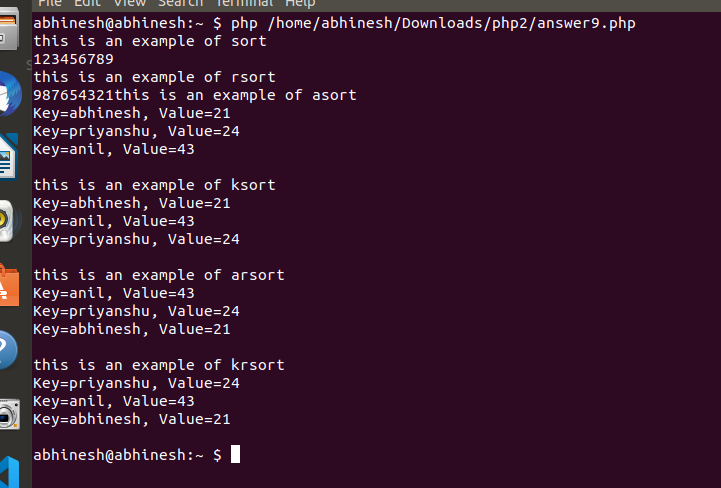 File Edit View Search Terminal Help
abhinesh@abhinesh:~ $ php /home/abhinesh/Downloads/php2/answer9.php
this is an example of sort
123456789
this is an example of rsort
987654321this is an example of asort
Key=abhinesh, Value=21
Key=priyanshu, Value=24
Key=anil, Value=43
this is an example of ksort
Key=abhinesh, Value=21
Key=anil, Value=43
Key=priyanshu, Value=24
this is an example of arsort
Key=anil, Value=43
Key=priyanshu, Value=24
Key=abhinesh, Value=21
this is an example of krsort
Key=priyanshu, Value=24
Key=anil, Value=43
Key=abhinesh, Value=21
abhinesh@abhinesh:~ $